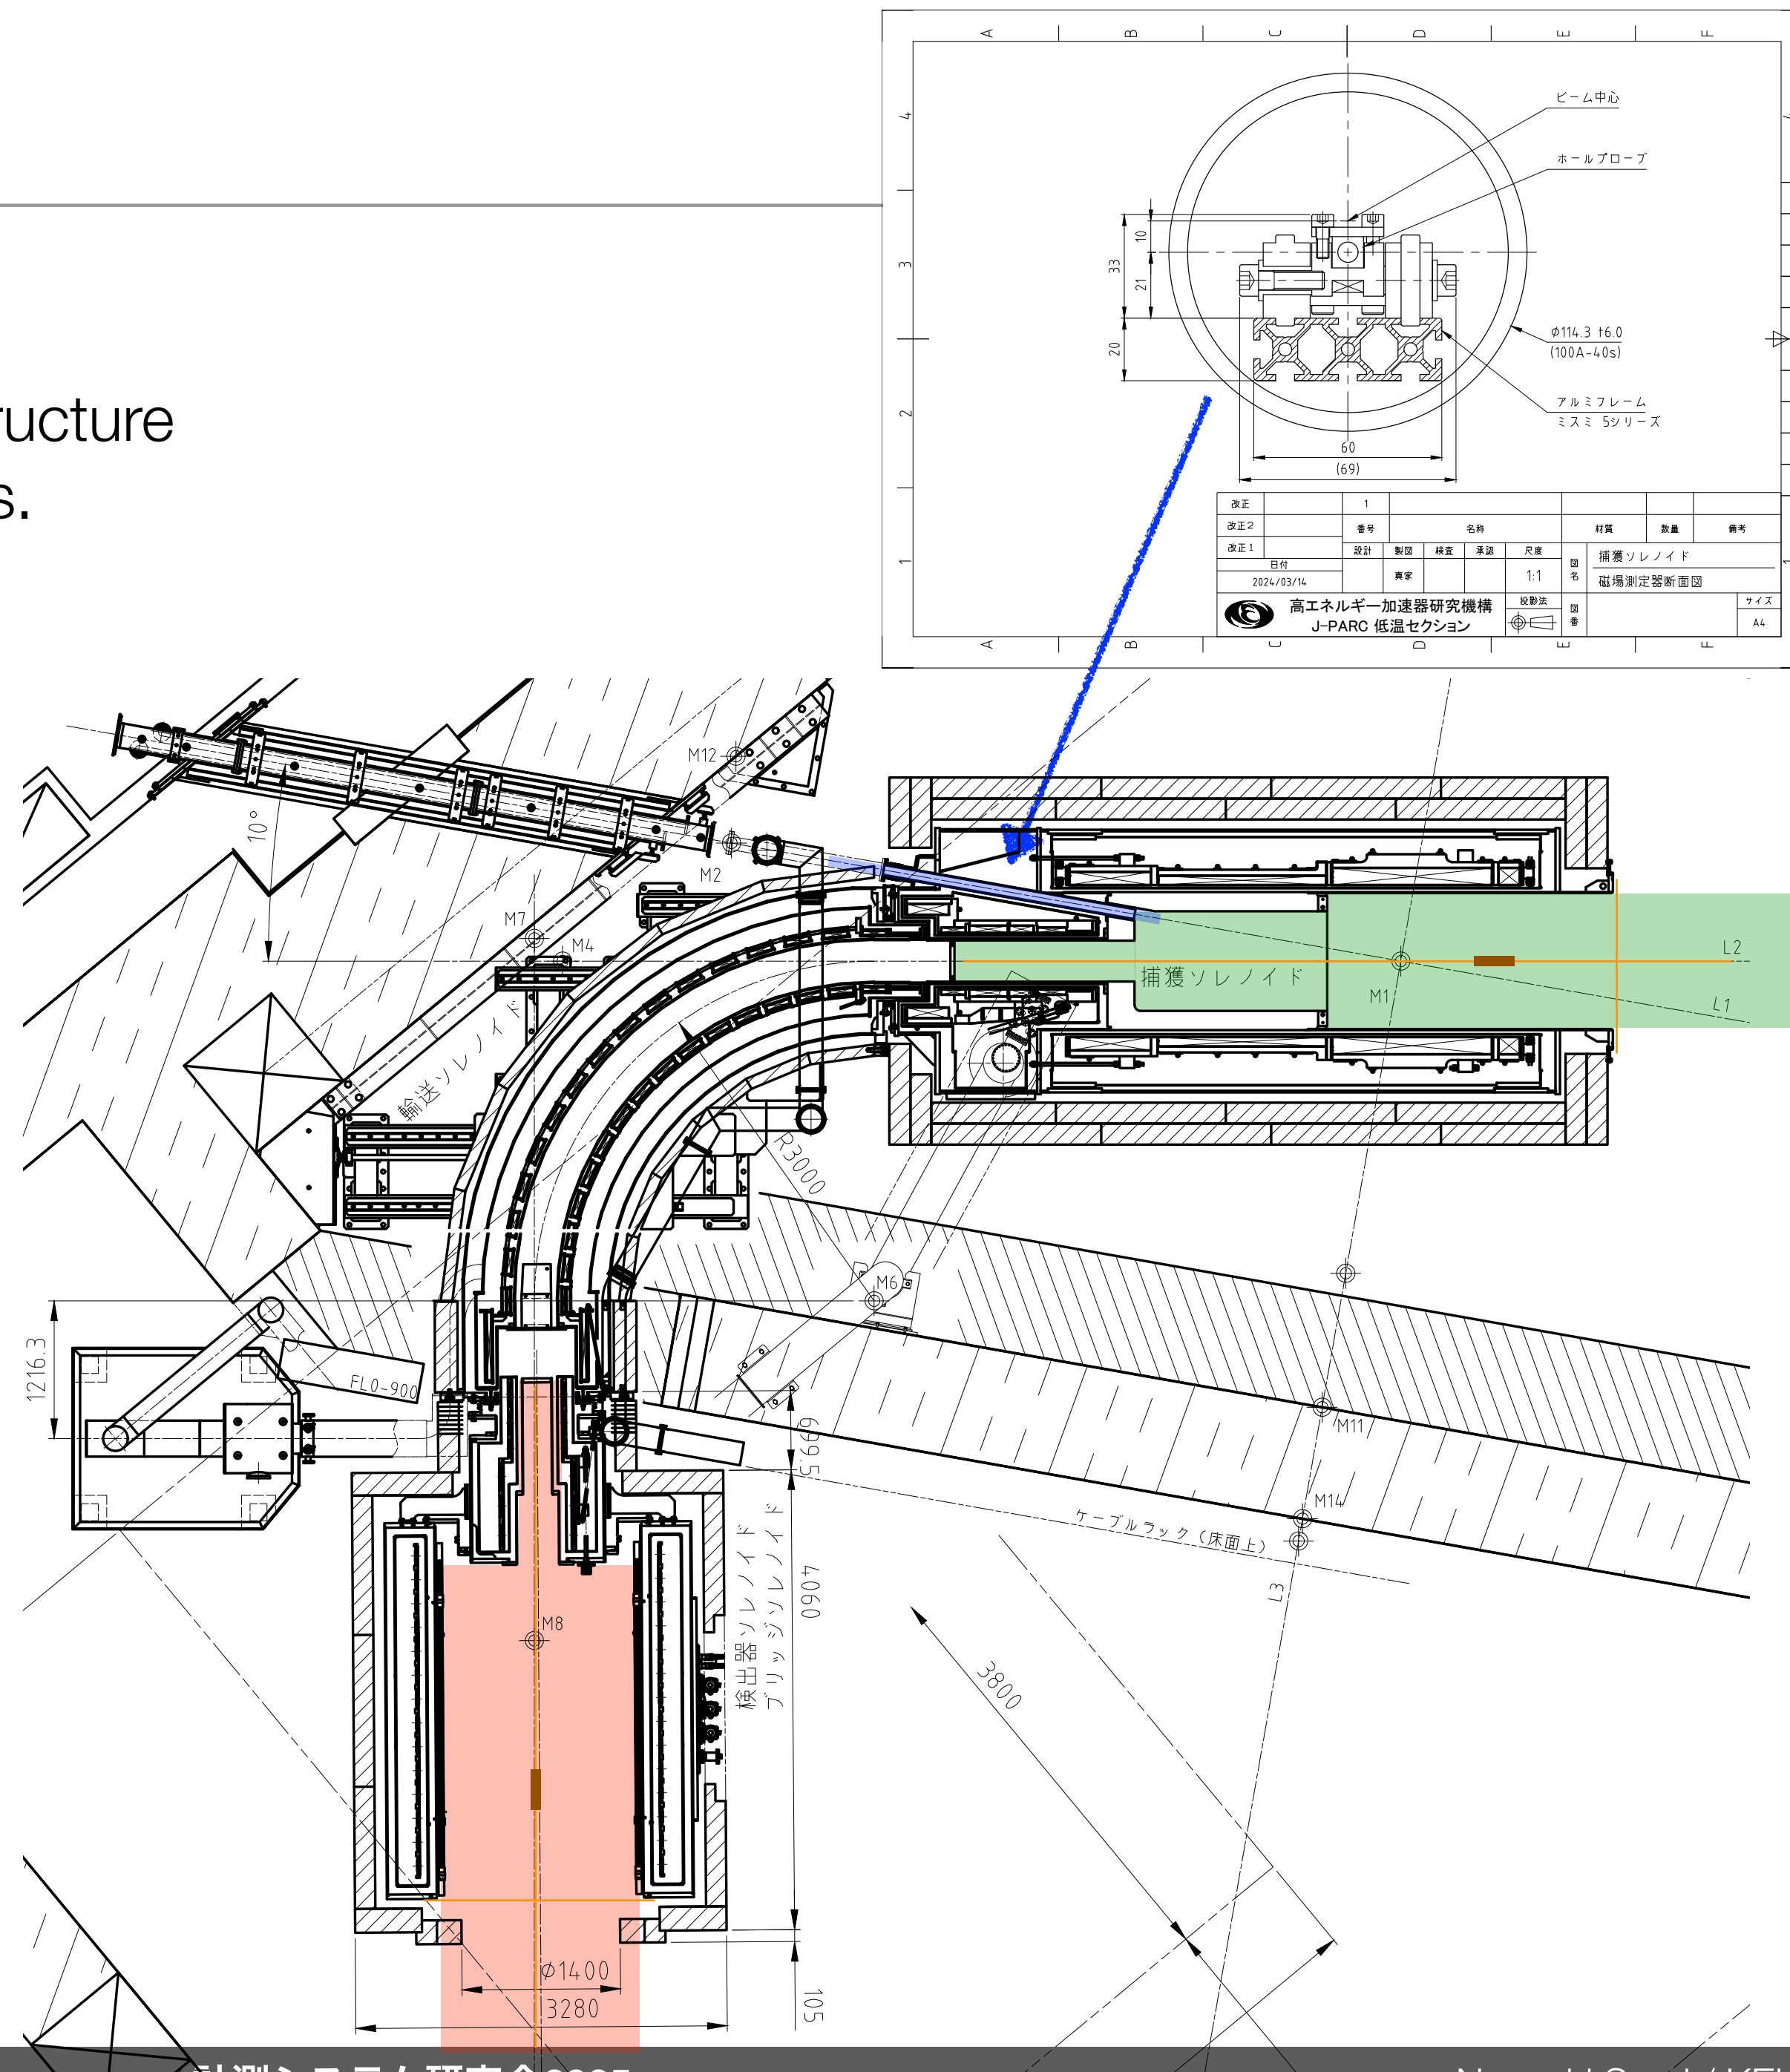 ructure
s.
A B C D E F
4
3
2
1
ビーム中心
ホールプローブ
10
33
21
20
φ114.3 t6.0
(100A-40s)
アルミフレーム
ミスミ 5シリーズ
60
(69)
改正 1
改正2 番号 名称 材質 数量 備考
改正1 設計 製図 検査 承認 尺度 図名 捕獲ソレノイド
日付
2024/03/14 真家 1:1 磁場測定器断面図
高エネルギー加速器研究機構 投影法 図番 サイズ
J-PARC 低温セクション A4
A B C D E F
M12
10°
M2
M7
M4
捕獲ソレノイド
M1
L2
L1
輸送ソレノイド
R3000
M6
1216.3
FL0-900
699.5
M11
M14
ケーブルラック（床面上）
L3
4060
検出器ソレノイド
ブリッジソレノイド
M8
3800
φ1400
3280
105